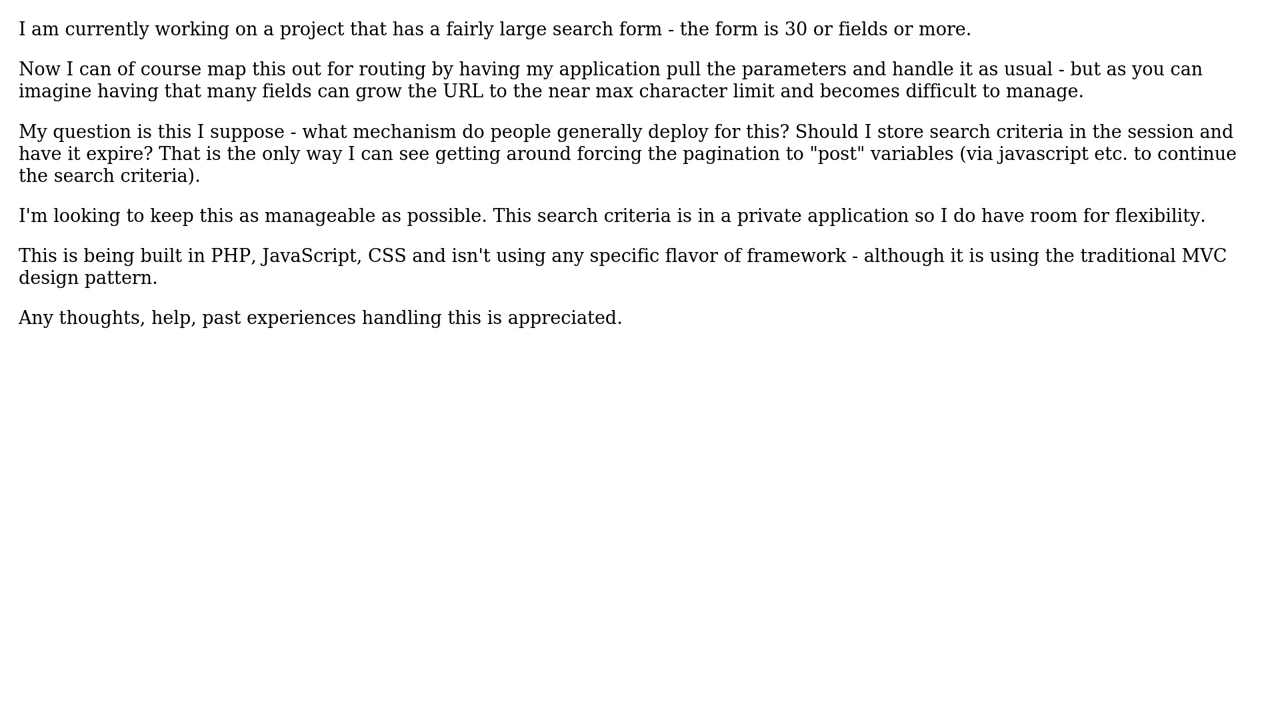 I am currently working on a project that has a fairly large search form - the form is 30 or fields or more.
Now I can of course map this out for routing by having my application pull the parameters and handle it as usual - but as you can
imagine having that many fields can grow the URL to the near max character limit and becomes difficult to manage.
My question is this I suppose - what mechanism do people generally deploy for this? Should I store search criteria in the session and
have it expire? That is the only way I can see getting around forcing the pagination to "post" variables (via javascript etc. to continue
the search criteria).
I'm looking to keep this as manageable as possible. This search criteria is in a private application so I do have room for flexibility.
This is being built in PHP, JavaScript, CSS and isn't using any specific flavor of framework - although it is using the traditional MVC
design pattern.
Any thoughts, help, past experiences handling this is appreciated.